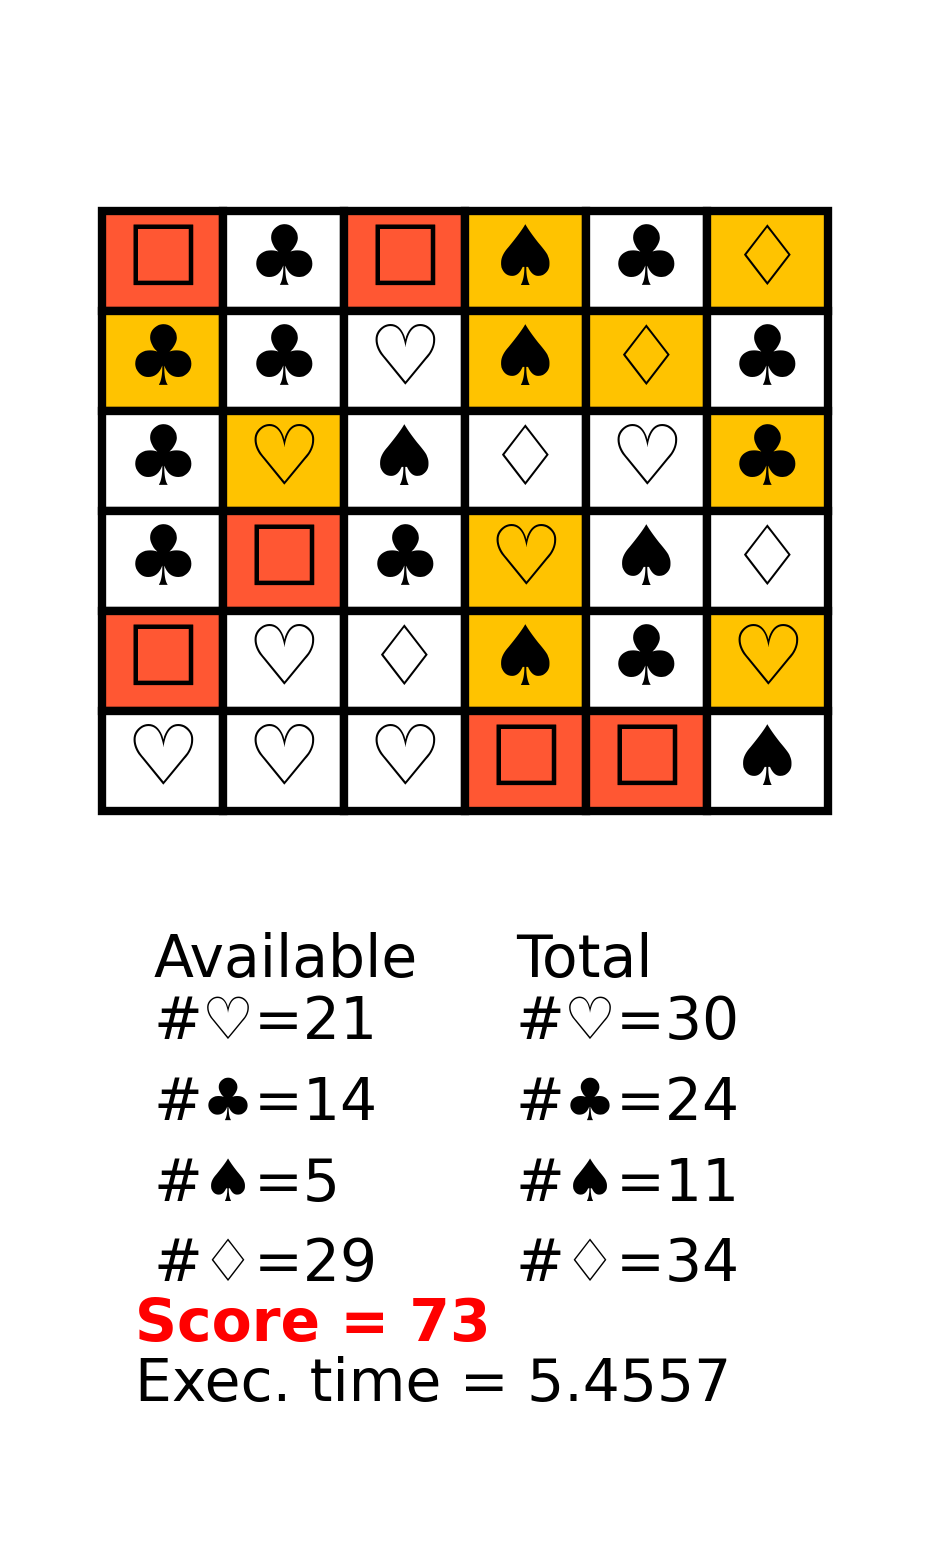 □ ♣ □ ♠ ♣ ♢
♣ ♣ ♡ ♠ ♢ ♣
♣ ♡ ♠ ♢ ♡ ♣
♣ □ ♣ ♡ ♠ ♢
□ ♡ ♢ ♠ ♣ ♡
♡ ♡ ♡ □ □ ♠
Available Total
#♡=21 #♡=30
#♣=14 #♣=24
#♠=5 #♠=11
#♢=29 #♢=34
Score = 73
Exec. time = 5.4557